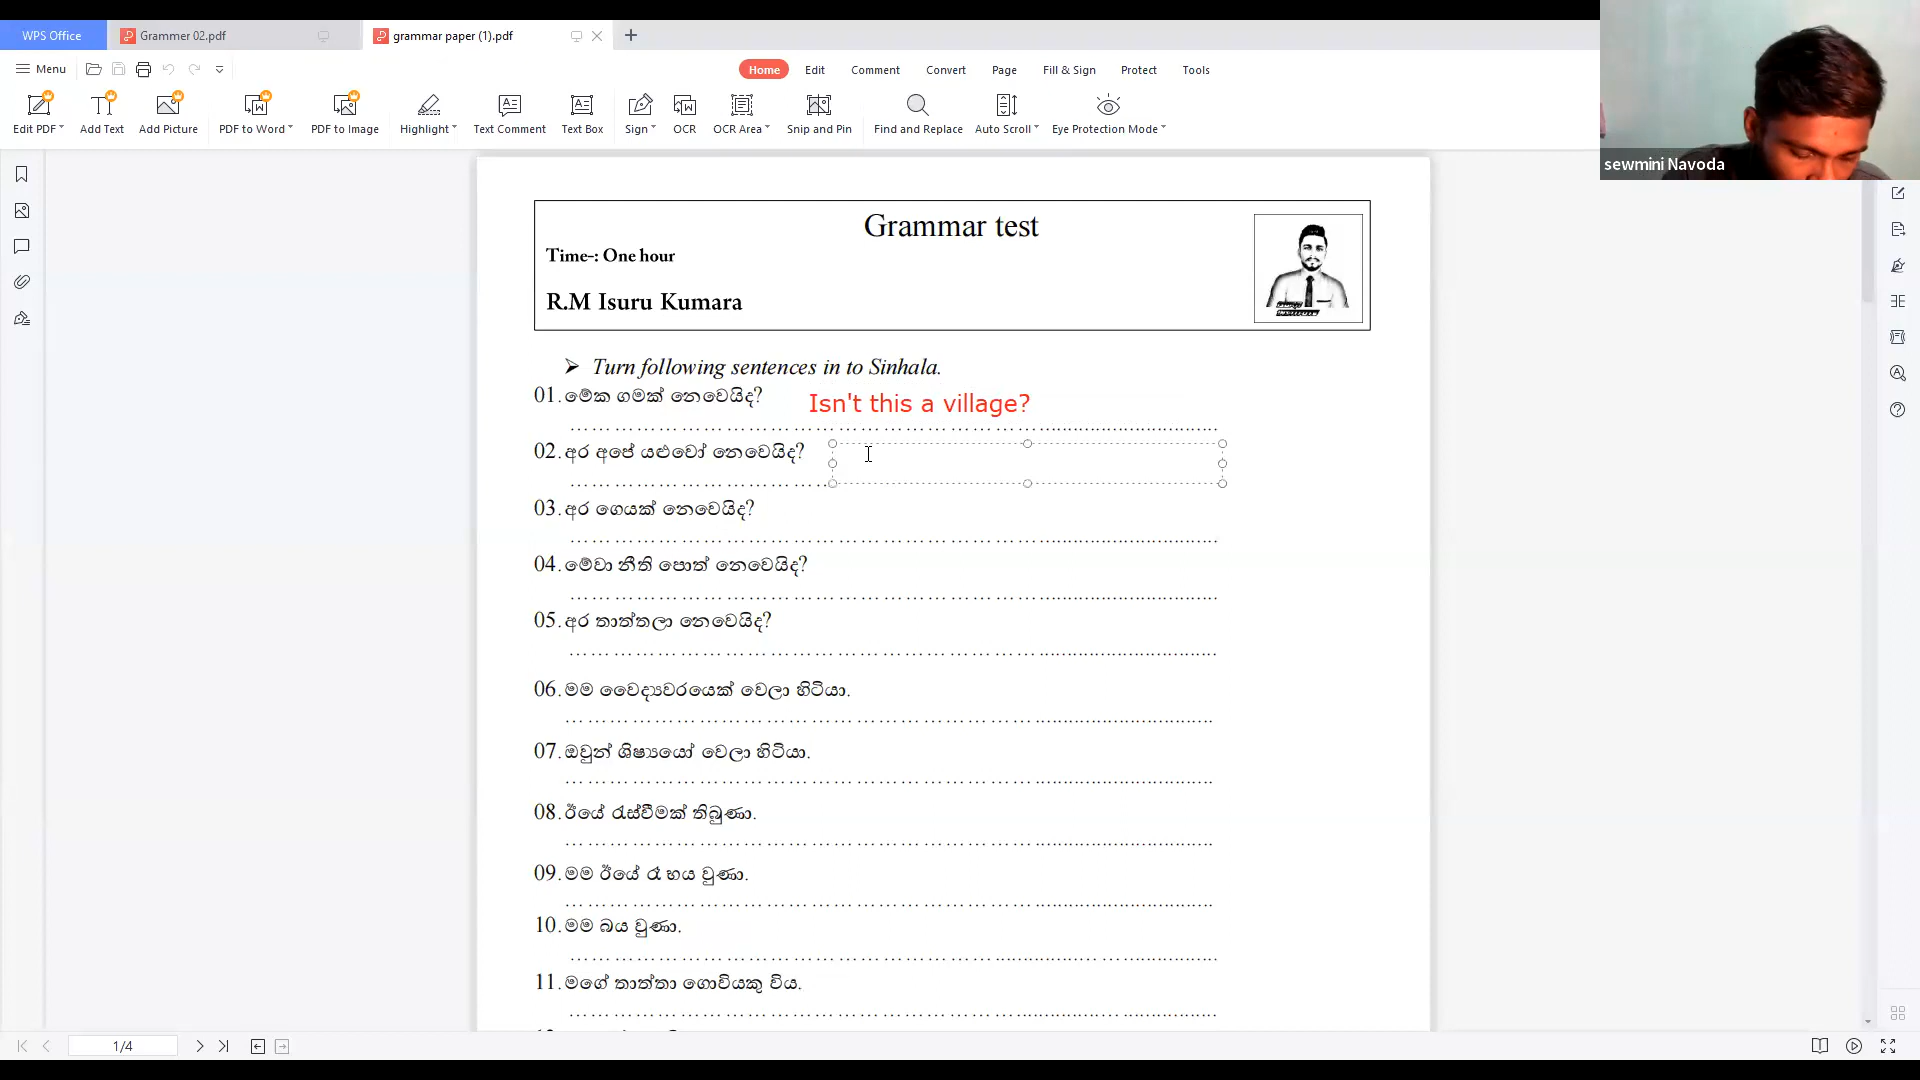 WPS Office
Grammer 02.pdf
grammar paper (1).pdf
Menu
Home
Edit
Comment
Convert
Page
Fill & Sign
Protect
Tools
Edit PDF
Add Text
Add Picture
PDF to Word
PDF to Image
Highlight
Text Comment
Text Box
Sign
OCR
OCR Area
Snip and Pin
Find and Replace
Auto Scroll
Eye Protection Mode
sewmini Navoda
Grammar test
Time-: One hour
R.M Isuru Kumara
➢ Turn following sentences in to Sinhala.
01. මේක ගමක් නෙවෙයිද?
Isn't this a village?
02. අර අපේ යළුවෝ නෙවෙයිද?
03. අර ගෙයක් නෙවෙයිද?
04. මේවා නීති පොත් නෙවෙයිද?
05. අර තාත්තලා නෙවෙයිද?
06. මම වෛද්‍යවරයෙක් වෙලා හිටියා.
07. ඔවුන් ශිෂ්‍යයෝ වෙලා හිටියා.
08. ඊයේ රැස්වීමක් තිබුණා.
09. මම ඊයේ රෑ භය වුණා.
10. මම බය වුණා.
11. මගේ තාත්තා ගොවියකු විය.
1/4